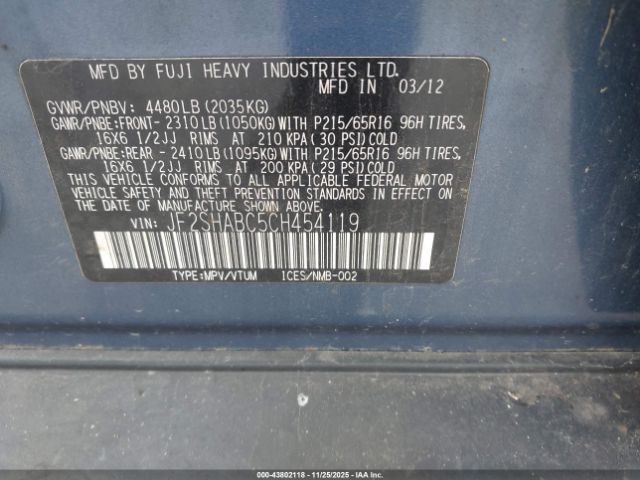 MFD BY FUJI HEAVY INDUSTRIES LTD.
MFD IN 03/12
GVWR/PNBV: 4480LB(2035KG)
GAWR/PNBE:FRONT-2310LB(1050KG)WITH P215/65R16 96H TIRES,
16X6 1/2JJ RIMS AT 210 KPA(30 PSI)COLD
GAWR/PNBE:REAR -2410LB(1095KG)WITH P215/65R16 96H TIRES,
16X6 1/2JJ RIMS AT 200 KPA(29 PSI)COLD
THIS VEHICLE CONFORMS TO ALL APPLICABLE FEDERAL MOTOR
VEHICLE SAFETY AND THEFT PREVENTION STANDARDS IN EFFECT
ON THE DATE OF MANUFACTURE SHOWN ABOVE.
VIN: JF2SHABC5CH454119
TYPE:MPV/VTUM ICES/NMB-002
000-43802118 - 11/25/2025 - IAAI.COM